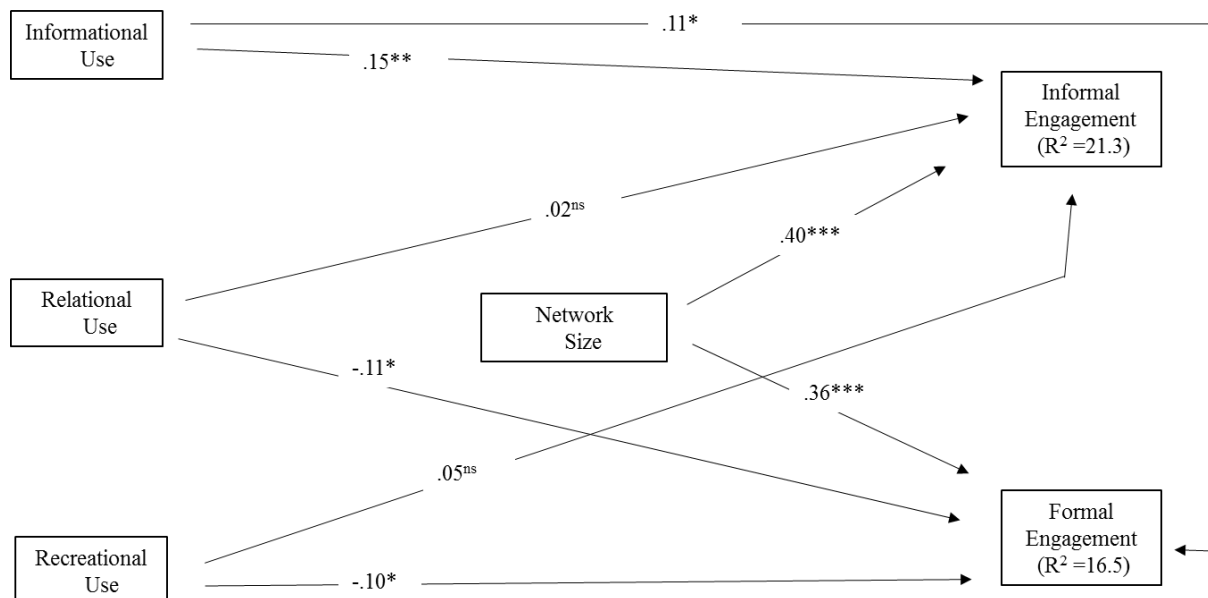 Informational
Use
.11*
.15**
Informal
Engagement
(R² =21.3)
.02ⁿˢ
.40***
Relational
Use
Network
Size
-.11*
.36***
.05ⁿˢ
Formal
Engagement
(R² =16.5)
Recreational
Use
-.10*